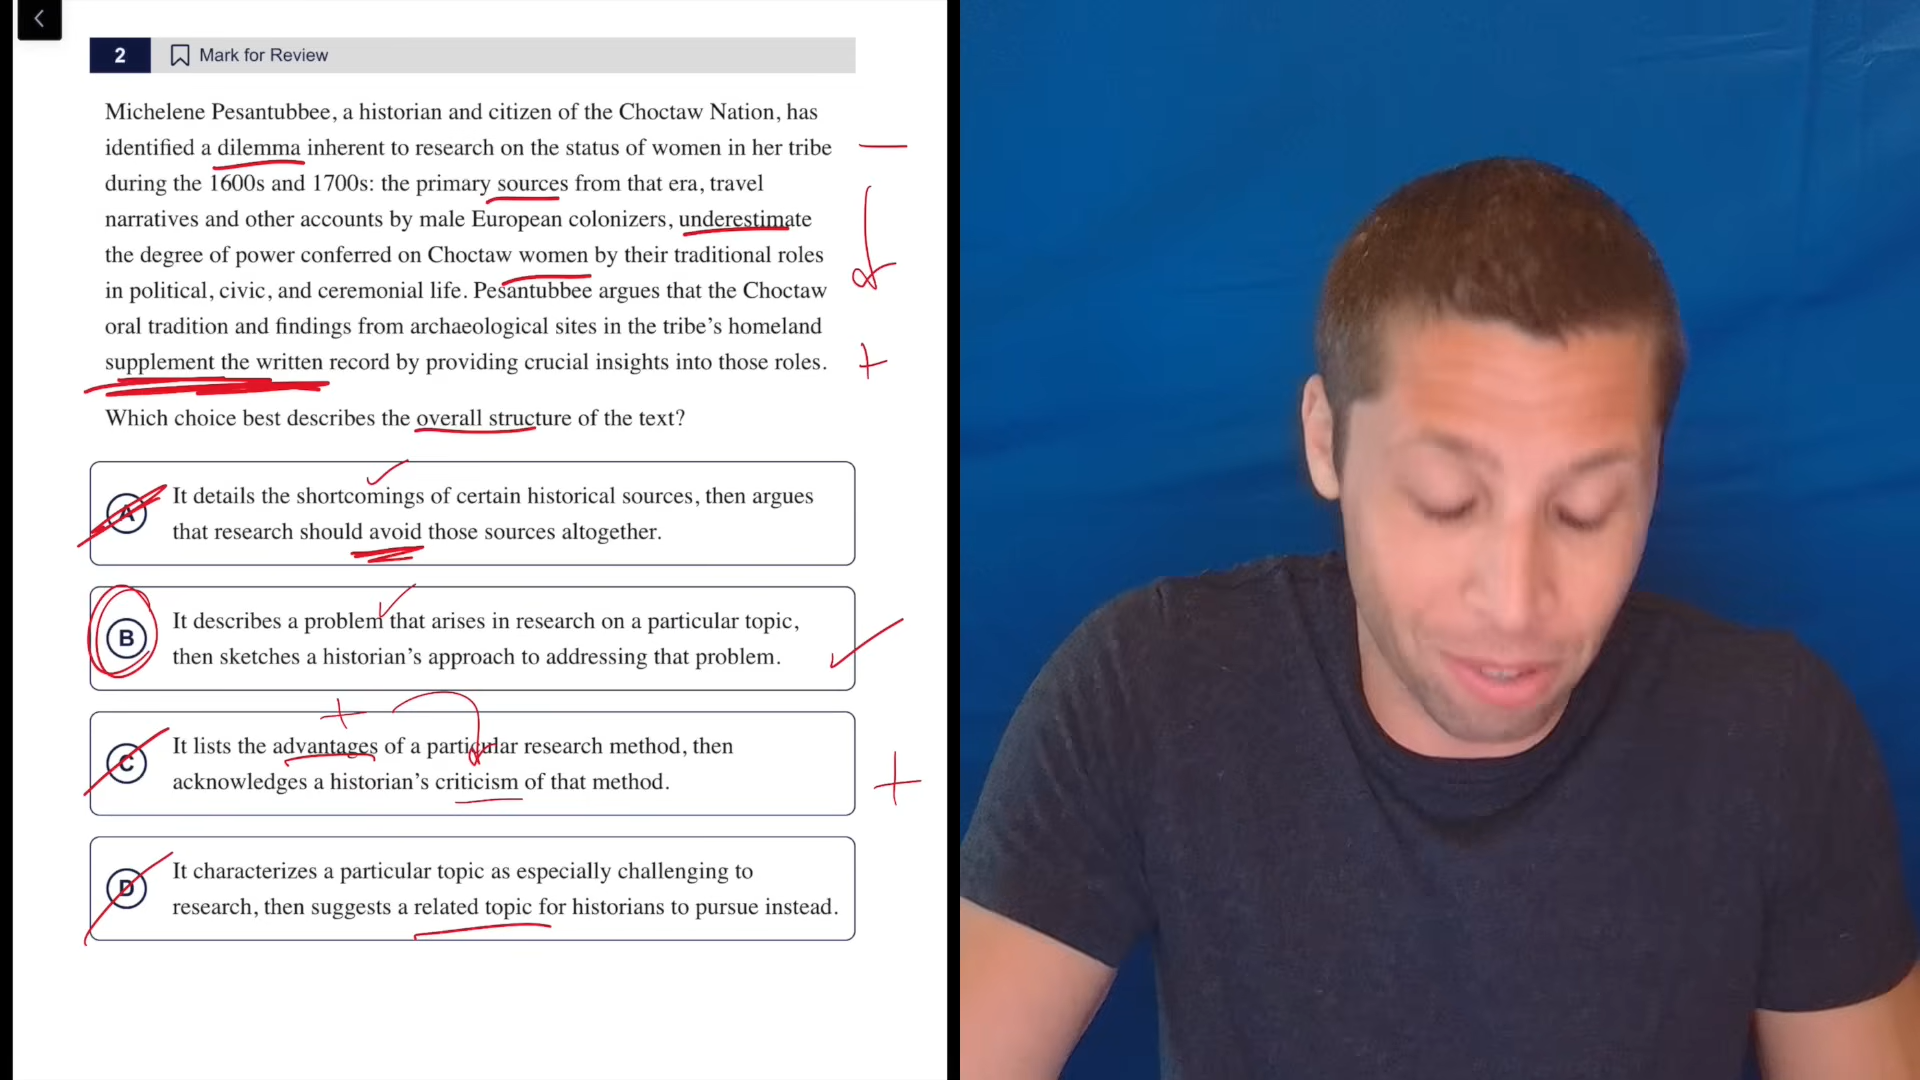 2 Mark for Review
Michelene Pesantubbee, a historian and citizen of the Choctaw Nation, has
identified a dilemma inherent to research on the status of women in her tribe
during the 1600s and 1700s: the primary sources from that era, travel
narratives and other accounts by male European colonizers, underestimate
the degree of power conferred on Choctaw women by their traditional roles
in political, civic, and ceremonial life. Pesantubbee argues that the Choctaw
oral tradition and findings from archaeological sites in the tribe's homeland
supplement the written record by providing crucial insights into those roles.
Which choice best describes the overall structure of the text?
A It details the shortcomings of certain historical sources, then argues
that research should avoid those sources altogether.
B It describes a problem that arises in research on a particular topic,
then sketches a historian's approach to addressing that problem.
C It lists the advantages of a particular research method, then
acknowledges a historian's criticism of that method.
D It characterizes a particular topic as especially challenging to
research, then suggests a related topic for historians to pursue instead.